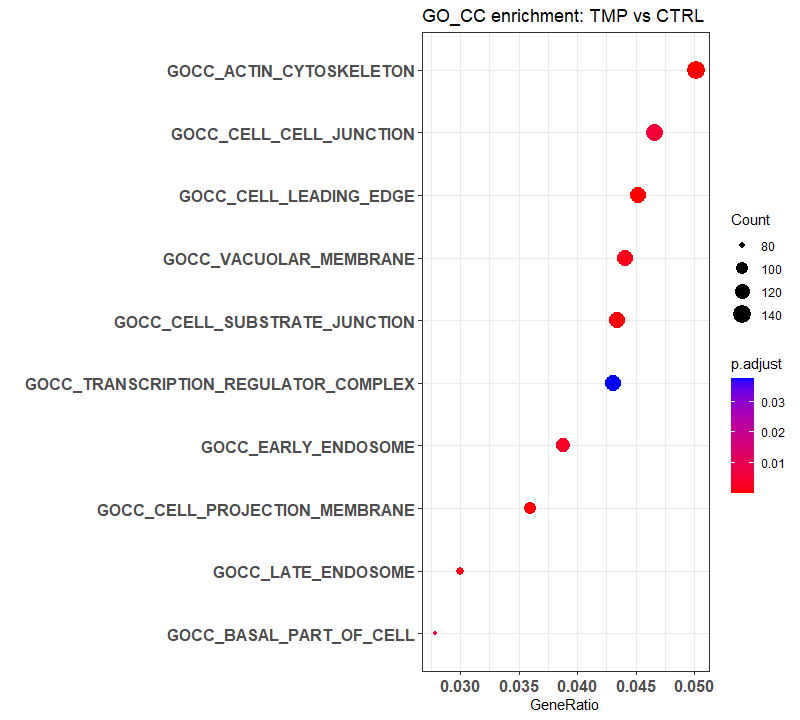 GO_CC enrichment: TMP vs CTRL
GOCC_ACTIN_CYTOSKELETON
GOCC_CELL_CELL_JUNCTION
GOCC_CELL_LEADING_EDGE
GOCC_VACUOLAR_MEMBRANE
GOCC_CELL_SUBSTRATE_JUNCTION
GOCC_TRANSCRIPTION_REGULATOR_COMPLEX
GOCC_EARLY_ENDOSOME
GOCC_CELL_PROJECTION_MEMBRANE
GOCC_LATE_ENDOSOME
GOCC_BASAL_PART_OF_CELL
0.030 0.035 0.040 0.045 0.050
GeneRatio
Count
80
100
120
140
p.adjust
0.03
0.02
0.01